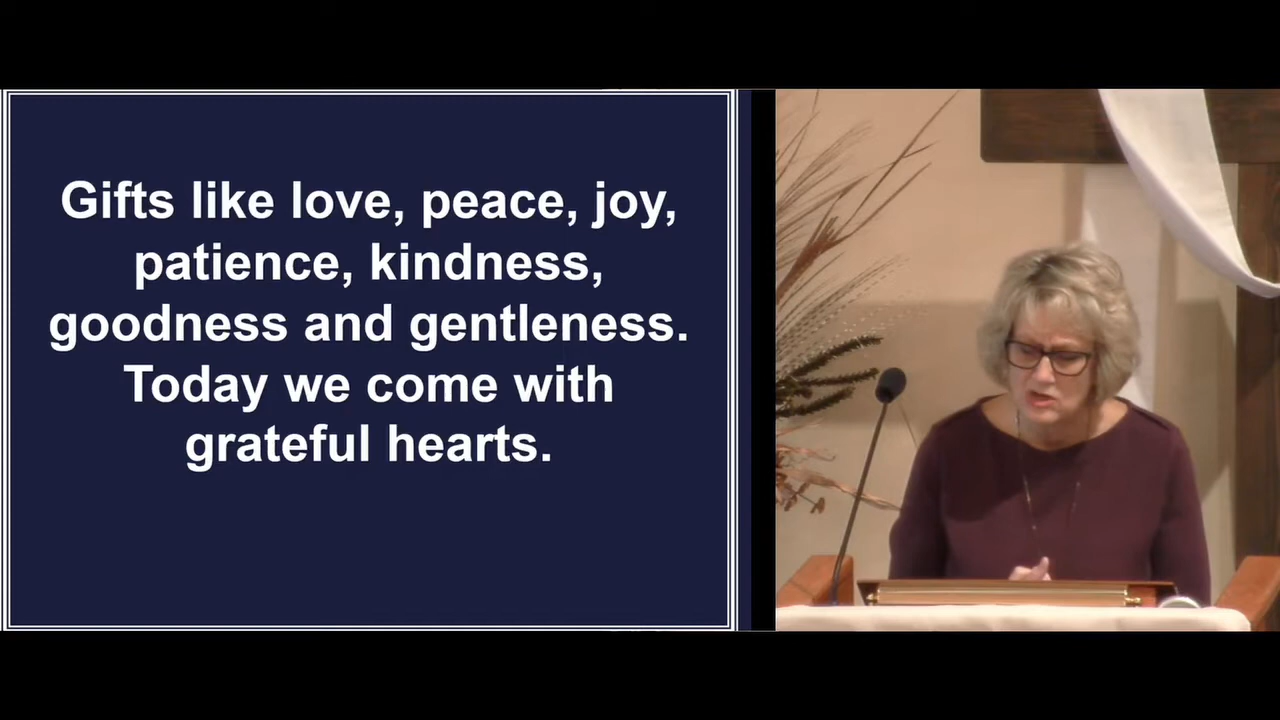 Gifts like love, peace, joy,
patience, kindness,
goodness and gentleness.
Today we come with
grateful hearts.